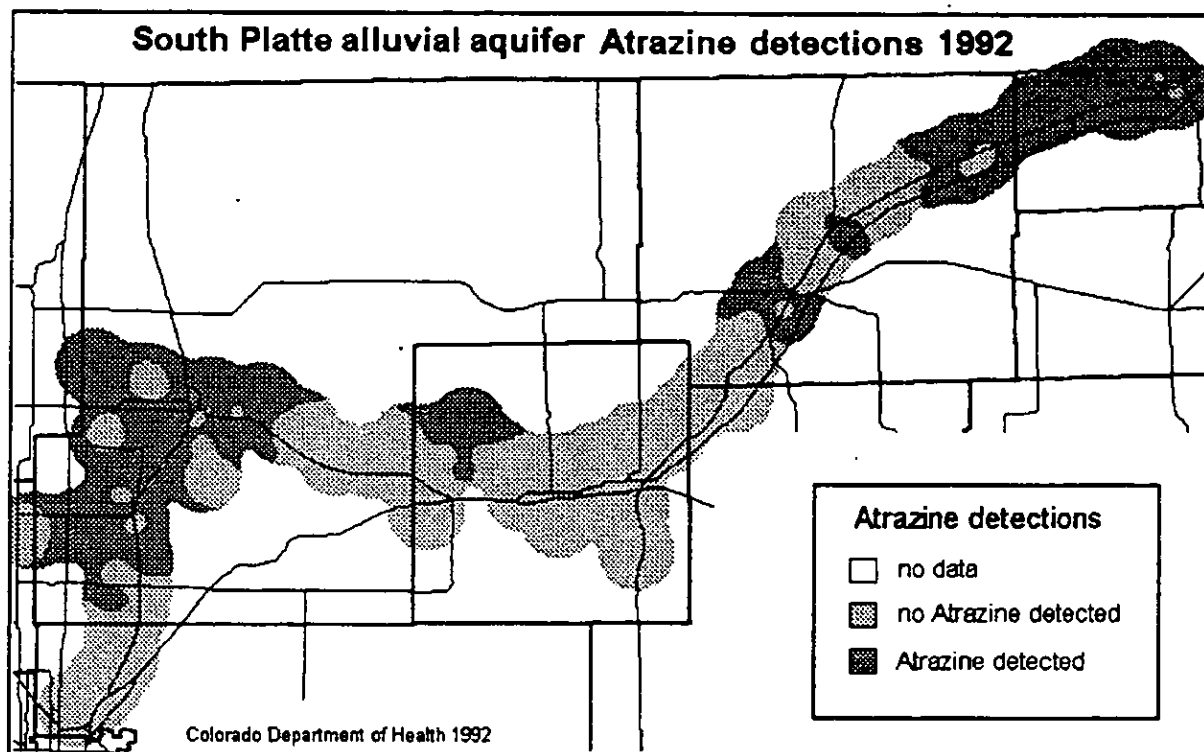 South Platte alluvial aquifer Atrazine detections 1992
Atrazine detections
no data
no Atrazine detected
Atrazine detected
Colorado Department of Health 1992